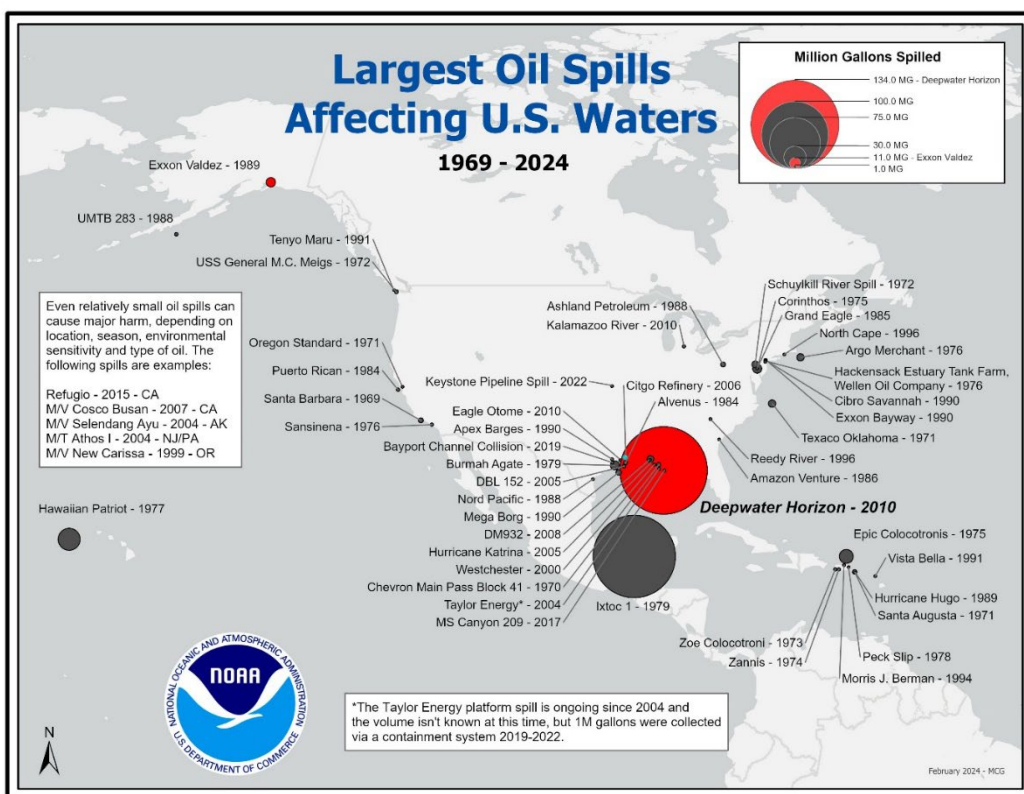 Largest Oil Spills
Affecting U.S. Waters
1969 - 2024
Million Gallons Spilled
134.0 MG - Deepwater Horizon
100.0 MG
75.0 MG
30.0 MG
11.0 MG - Exxon Valdez
1.0 MG
Exxon Valdez - 1989
UMTB 283 - 1988
Tenyo Maru - 1991
USS General M.C. Meigs - 1972
Even relatively small oil spills can
cause major harm, depending on
location, season, environmental
sensitivity and type of oil. The
following spills are examples:
Refugio - 2015 - CA
M/V Cosco Busan - 2007 - CA
M/V Selendang Ayu - 2004 - AK
M/T Athos I - 2004 - NJ/PA
M/V New Carissa - 1999 - OR
Oregon Standard - 1971
Puerto Rican - 1984
Santa Barbara - 1969
Sansinena - 1976
Ashland Petroleum - 1988
Kalamazoo River - 2010
Keystone Pipeline Spill - 2022
Citgo Refinery - 2006
Alvenus - 1984
Schuylkill River Spill - 1972
Corinthos - 1975
Grand Eagle - 1985
North Cape - 1996
Argo Merchant - 1976
Hackensack Estuary Tank Farm,
Wellen Oil Company - 1976
Cibro Savannah - 1990
Exxon Bayway - 1990
Texaco Oklahoma - 1971
Reedy River - 1996
Amazon Venture - 1986
Eagle Otome - 2010
Apex Barges - 1990
Bayport Channel Collision - 2019
Burmah Agate - 1979
DBL 152 - 2005
Nord Pacific - 1988
Mega Borg - 1990
DM932 - 2008
Hurricane Katrina - 2005
Westchester - 2000
Chevron Main Pass Block 41 - 1970
Taylor Energy* - 2004
MS Canyon 209 - 2017
Deepwater Horizon - 2010
Ixtoc 1 - 1979
Hawaiian Patriot - 1977
Epic Colocotronis - 1975
Vista Bella - 1991
Hurricane Hugo - 1989
Santa Augusta - 1971
Zoe Colocotroni - 1973
Zannis - 1974
Peck Slip - 1978
Morris J. Berman - 1994
NATIONAL OCEANIC AND ATMOSPHERIC ADMINISTRATION
NOAA
U.S. DEPARTMENT OF COMMERCE
N
*The Taylor Energy platform spill is ongoing since 2004 and
the volume isn't known at this time, but 1M gallons were collected
via a containment system 2019-2022.
February 2024 - MCG